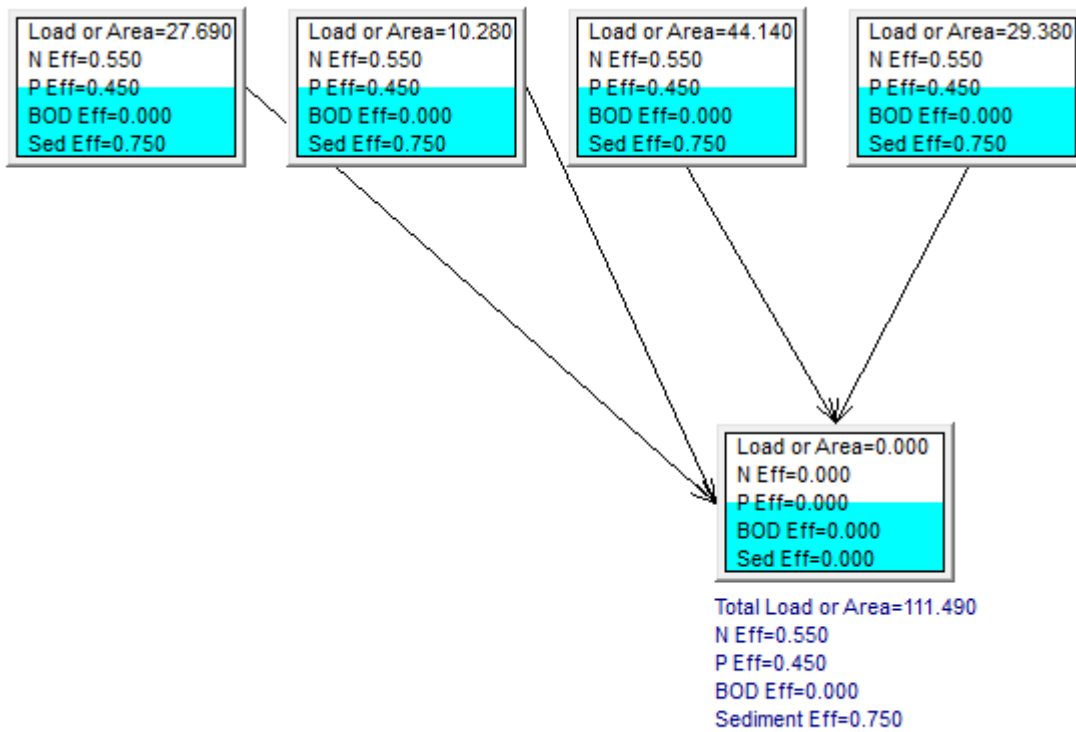 Load or Area=27.690
N Eff=0.550
P Eff=0.450
BOD Eff=0.000
Sed Eff=0.750
Load or Area=10.280
N Eff=0.550
P Eff=0.450
BOD Eff=0.000
Sed Eff=0.750
Load or Area=44.140
N Eff=0.550
P Eff=0.450
BOD Eff=0.000
Sed Eff=0.750
Load or Area=29.380
N Eff=0.550
P Eff=0.450
BOD Eff=0.000
Sed Eff=0.750
Load or Area=0.000
N Eff=0.000
P Eff=0.000
BOD Eff=0.000
Sed Eff=0.000
Total Load or Area=111.490
N Eff=0.550
P Eff=0.450
BOD Eff=0.000
Sediment Eff=0.750